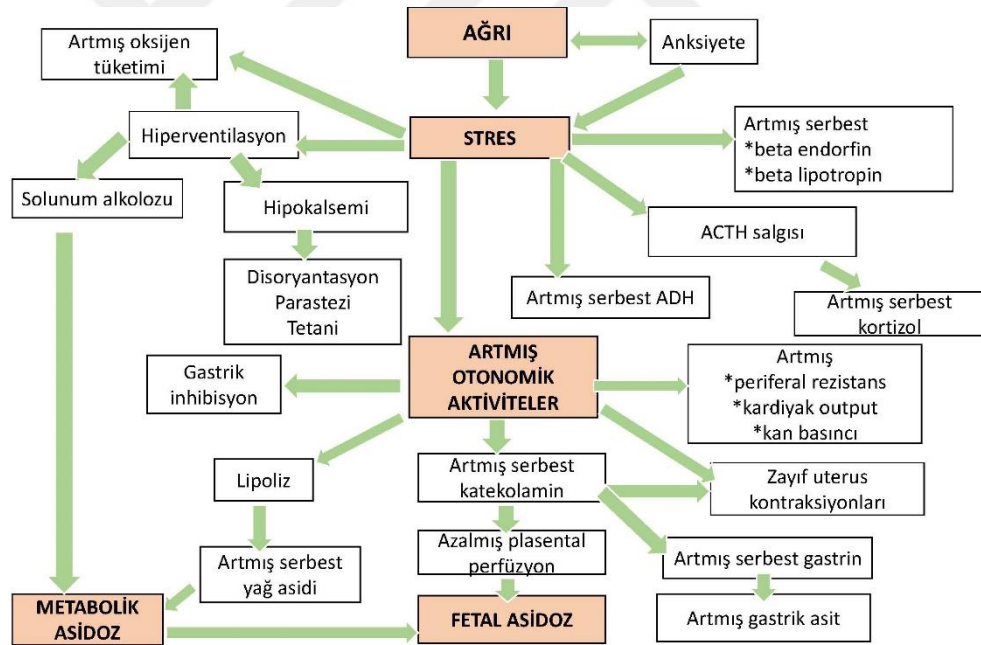 AĞRI
Anksiyete
Artmış oksijen
tüketimi
Hiperventilasyon
STRES
Artmış serbest
*beta endorfin
*beta lipotropin
Solunum alkolozu
Hipokalsemi
ACTH salgısı
Disoryantasyon
Parastezi
Tetani
Artmış serbest ADH
Artmış serbest
kortizol
Gastrik
inhibisyon
ARTMIŞ
OTONOMİK
AKTİVİTELER
Artmış
*periferal rezistans
*kardiyak output
*kan basıncı
Lipoliz
Artmış serbest
katekolamin
Zayıf uterus
kontraksiyonları
Artmış serbest
yağ asidi
Azalmış plasental
perfüzyon
Artmış serbest gastrin
METABOLİK
ASİDOZ
FETAL ASİDOZ
Artmış gastrik asit